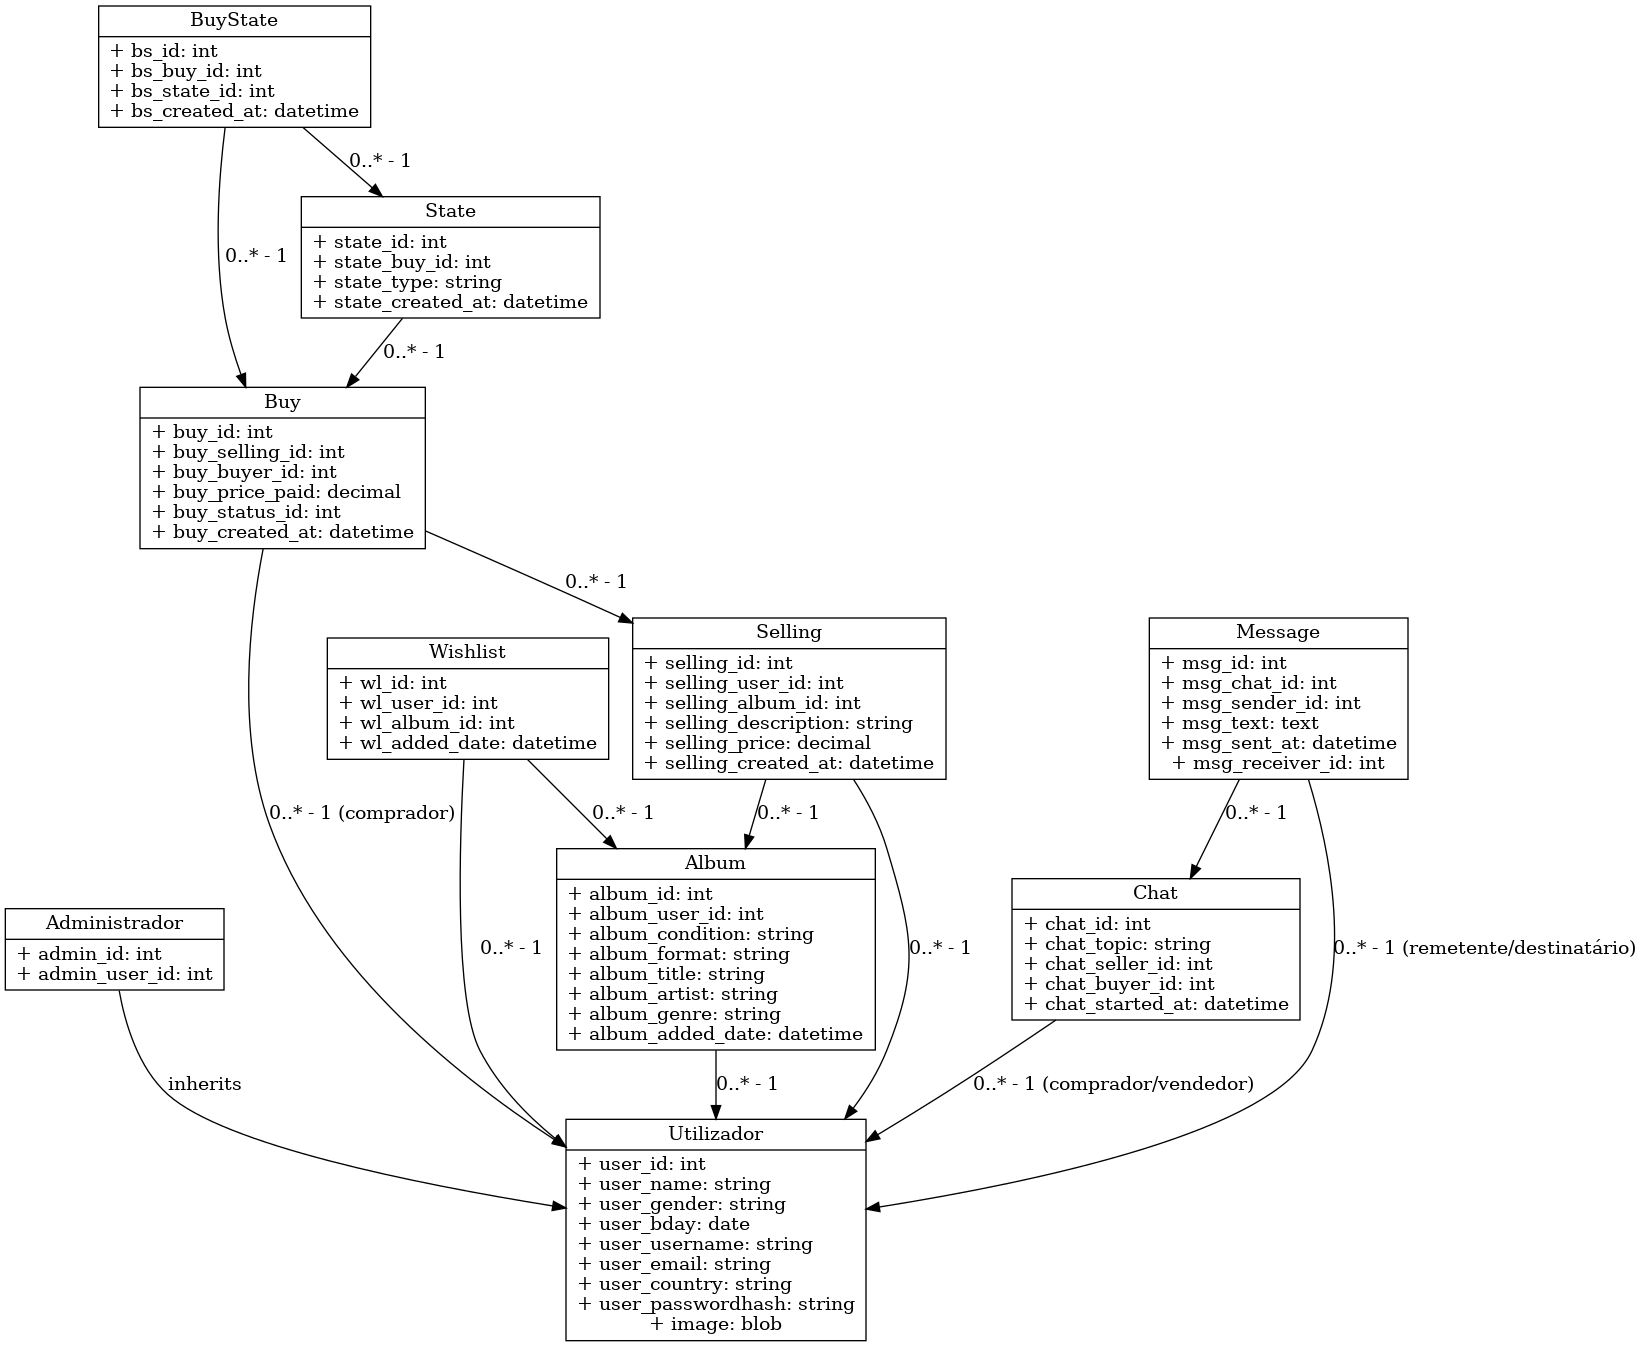 BuyState
+ bs_id: int
+ bs_buy_id: int
+ bs_state_id: int
+ bs_created_at: datetime
0..* - 1
0..* - 1
State
+ state_id: int
+ state_buy_id: int
+ state_type: string
+ state_created_at: datetime
0..* - 1
Buy
+ buy_id: int
+ buy_selling_id: int
+ buy_buyer_id: int
+ buy_price_paid: decimal
+ buy_status_id: int
+ buy_created_at: datetime
0..* - 1
0..* - 1 (comprador)
Wishlist
+ wl_id: int
+ wl_user_id: int
+ wl_album_id: int
+ wl_added_date: datetime
0..* - 1
0..* - 1
Selling
+ selling_id: int
+ selling_user_id: int
+ selling_album_id: int
+ selling_description: string
+ selling_price: decimal
+ selling_created_at: datetime
0..* - 1
0..* - 1
Message
+ msg_id: int
+ msg_chat_id: int
+ msg_sender_id: int
+ msg_text: text
+ msg_sent_at: datetime
+ msg_receiver_id: int
0..* - 1
0..* - 1 (remetente/destinatário)
Administrador
+ admin_id: int
+ admin_user_id: int
inherits
Album
+ album_id: int
+ album_user_id: int
+ album_condition: string
+ album_format: string
+ album_title: string
+ album_artist: string
+ album_genre: string
+ album_added_date: datetime
0..* - 1
Chat
+ chat_id: int
+ chat_topic: string
+ chat_seller_id: int
+ chat_buyer_id: int
+ chat_started_at: datetime
0..* - 1 (comprador/vendedor)
Utilizador
+ user_id: int
+ user_name: string
+ user_gender: string
+ user_bday: date
+ user_username: string
+ user_email: string
+ user_country: string
+ user_passwordhash: string
+ image: blob